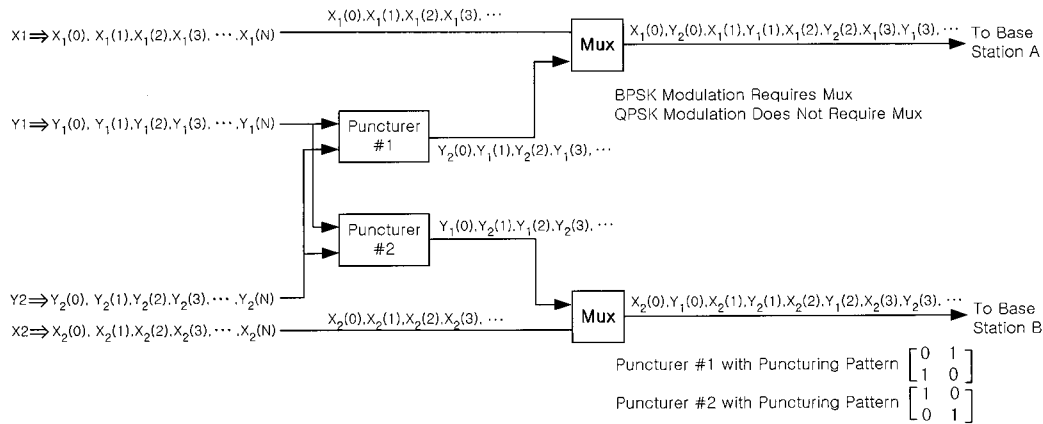 X1⇒X₁(0), X₁(1).X₁(2),X₁(3), ··· ,X₁(N)
X₁(0).X₁(1),X₁(2).X₁(3), ···
Mux
X₁(0),Y₂(0).X₁(1),Y₁(1),X₁(2),Y₂(2).X₁(3),Y₁(3), ···
To Base
Station A
BPSK Modulation Requires Mux
QPSK Modulation Does Not Require Mux
Y1⇒Y₁(0), Y₁(1),Y₁(2),Y₁(3), ··· ,Y₁(N)
Puncturer
#1
Y₂(0),Y₁(1),Y₂(2),Y₁(3), ···
Puncturer
#2
Y₁(0),Y₂(1),Y₁(2),Y₂(3), ···
Y2⇒Y₂(0), Y₂(1),Y₂(2),Y₂(3), ··· ,Y₂(N)
X2⇒X₂(0), X₂(1),X₂(2),X₂(3), ··· ,X₂(N)
X₂(0),X₂(1),X₂(2),X₂(3), ···
Mux
X₂(0),Y₁(0),X₂(1),Y₂(1),X₂(2),Y₁(2),X₂(3),Y₂(3), ···
To Base
Station B
Puncturer #1 with Puncturing Pattern [0 1
1 0]
Puncturer #2 with Puncturing Pattern [1 0
0 1]